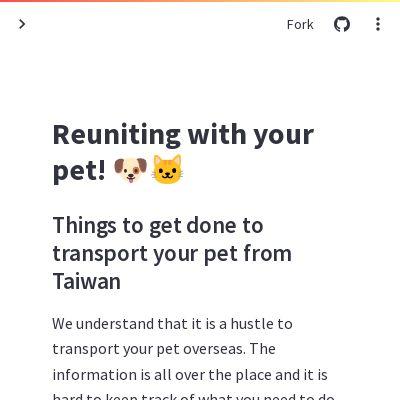 Fork
Reuniting with your
pet! 🐶🐱
Things to get done to
transport your pet from
Taiwan
We understand that it is a hustle to
transport your pet overseas. The
information is all over the place and it is
hard to keep track of what you need to do